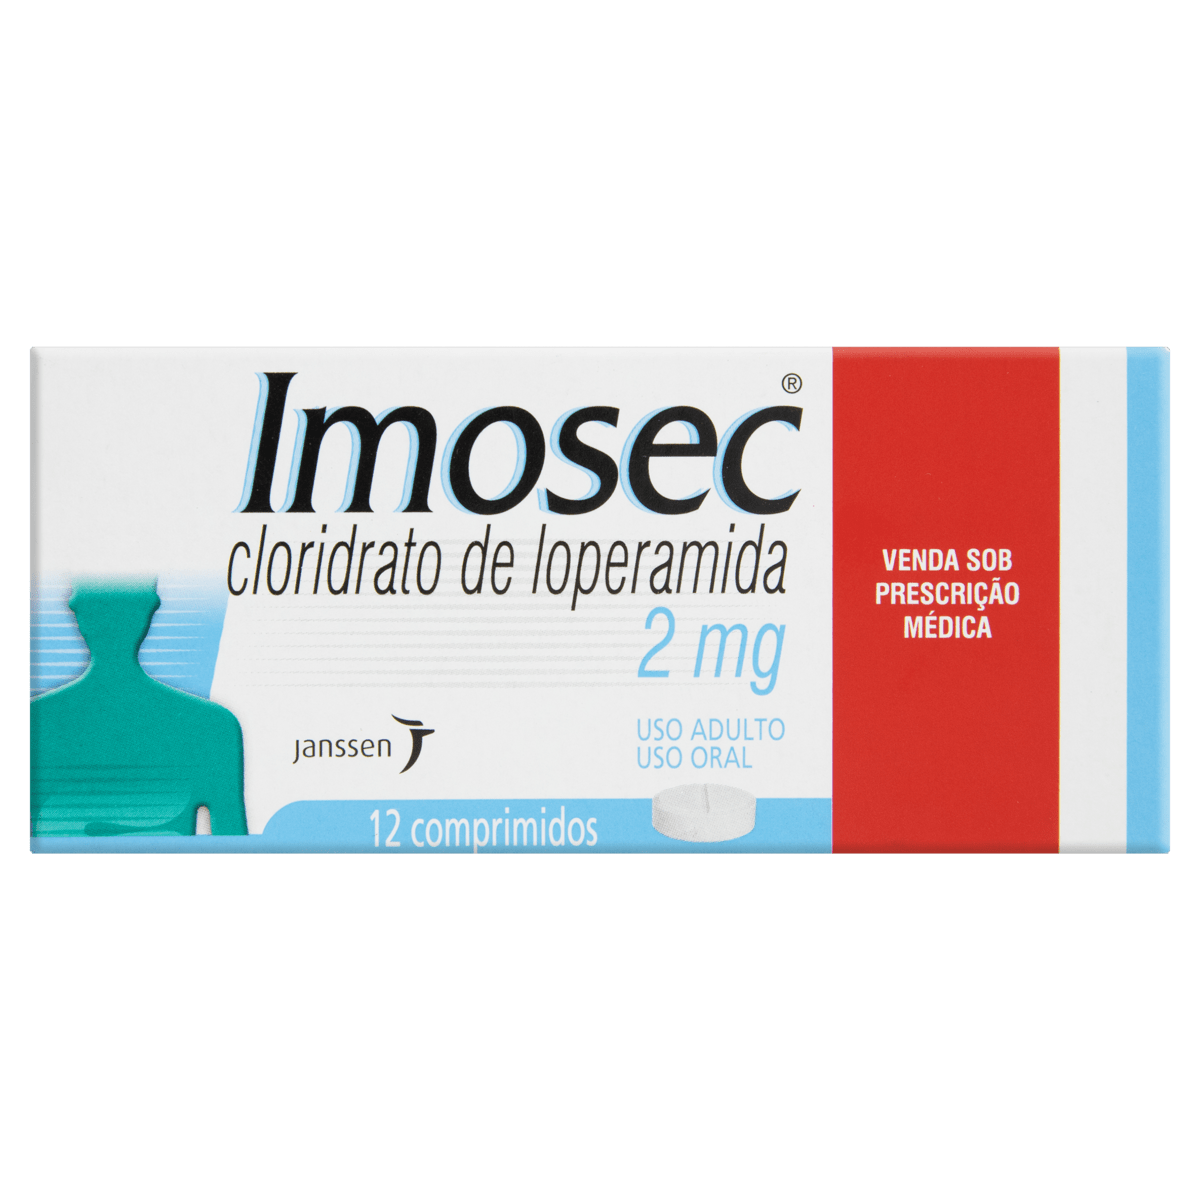 Imosec®
cloridrato de loperamida
2 mg
janssen
USO ADULTO
USO ORAL
12 comprimidos
VENDA SOB
PRESCRIÇÃO
MÉDICA